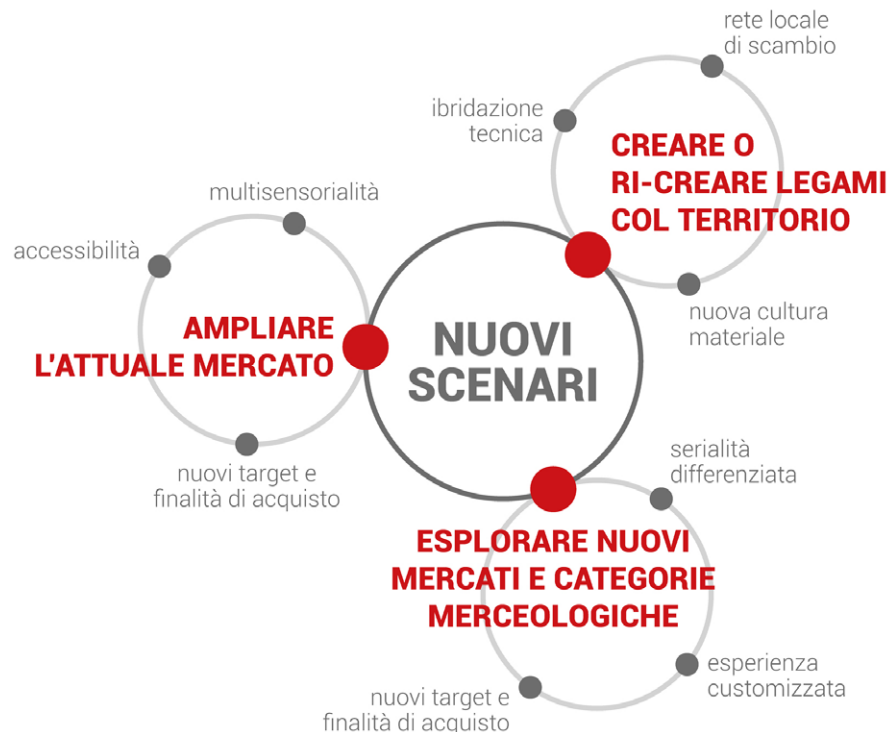 rete locale
di scambio
ibridazione
tecnica
CREARE O
RI-CREARE LEGAMI
COL TERRITORIO
nuova cultura
materiale
multisensorialità
accessibilità
AMPLIARE
L'ATTUALE MERCATO
nuovi target e
finalità di acquisto
NUOVI
SCENARI
serialità
differenziata
ESPLORARE NUOVI
MERCATI E CATEGORIE
MERCEOLOGICHE
esperienza
customizzata
nuovi target e
finalità di acquisto